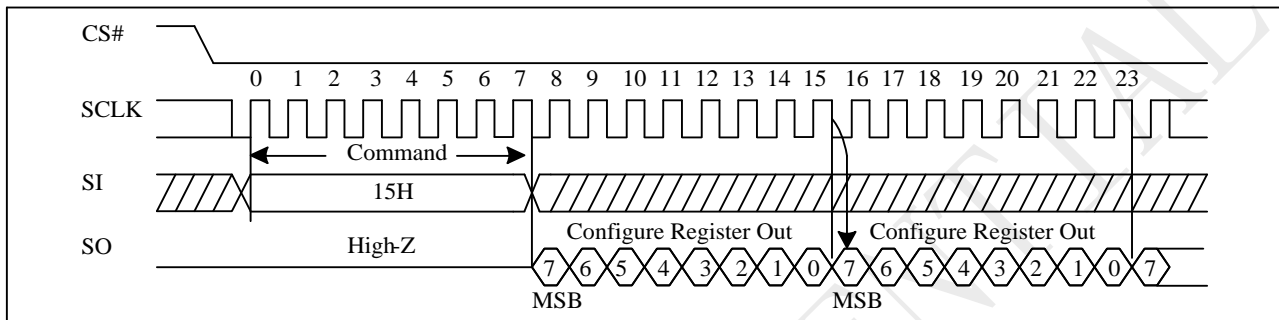 CS#
0 1 2 3 4 5 6 7 8 9 10 11 12 13 14 15 16 17 18 19 20 21 22 23
SCLK
Command
SI
15H
SO
High-Z
Configure Register Out
Configure Register Out
7 6 5 4 3 2 1 0 7 6 5 4 3 2 1 0 7
MSB
MSB
ENTIAL